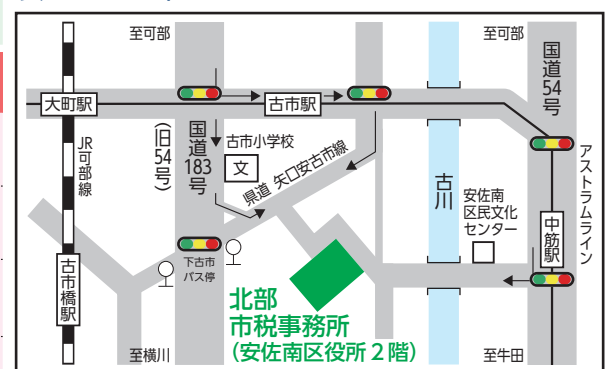 至可部
至可部
国道54号
大町駅
古市駅
JR可部線
(旧54号)
国道183号
古市小学校
文
県道 矢口安古市線
古川
安佐南
区民文化
センター
アストラムライン
中筋駅
古市橋駅
下古市
バス停
北部
市税事務所
(安佐南区役所2階)
至横川
至牛田